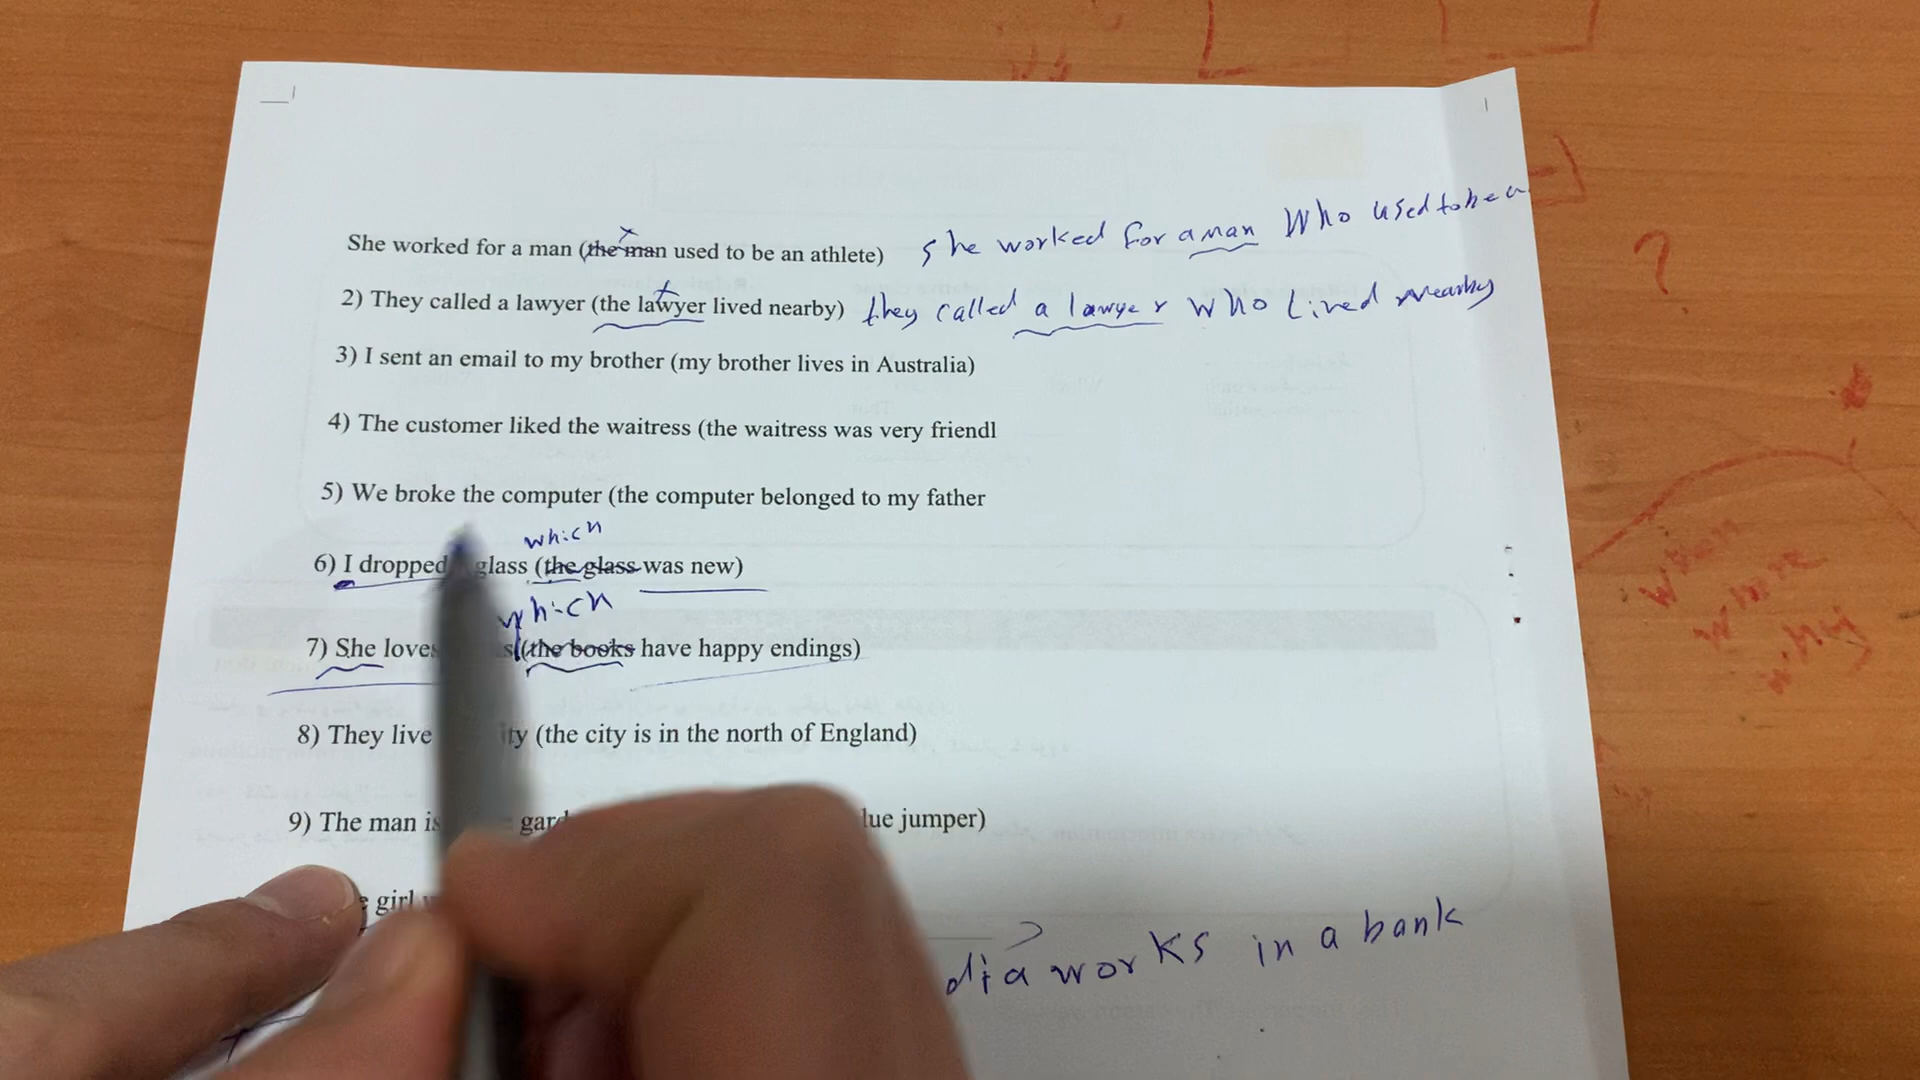 She worked for a man (the man used to be an athlete) she worked for a man who used to be a
2) They called a lawyer (the lawyer lived nearby) they called a lawyer who lived nearby
3) I sent an email to my brother (my brother lives in Australia)
4) The customer liked the waitress (the waitress was very friendl
5) We broke the computer (the computer belonged to my father
which
6) I dropped glass (the glass was new)
which
7) She loves (the books have happy endings)
8) They live (the city is in the north of England)
9) The man is jumper)
girl
works in a bank
?
when
where
why